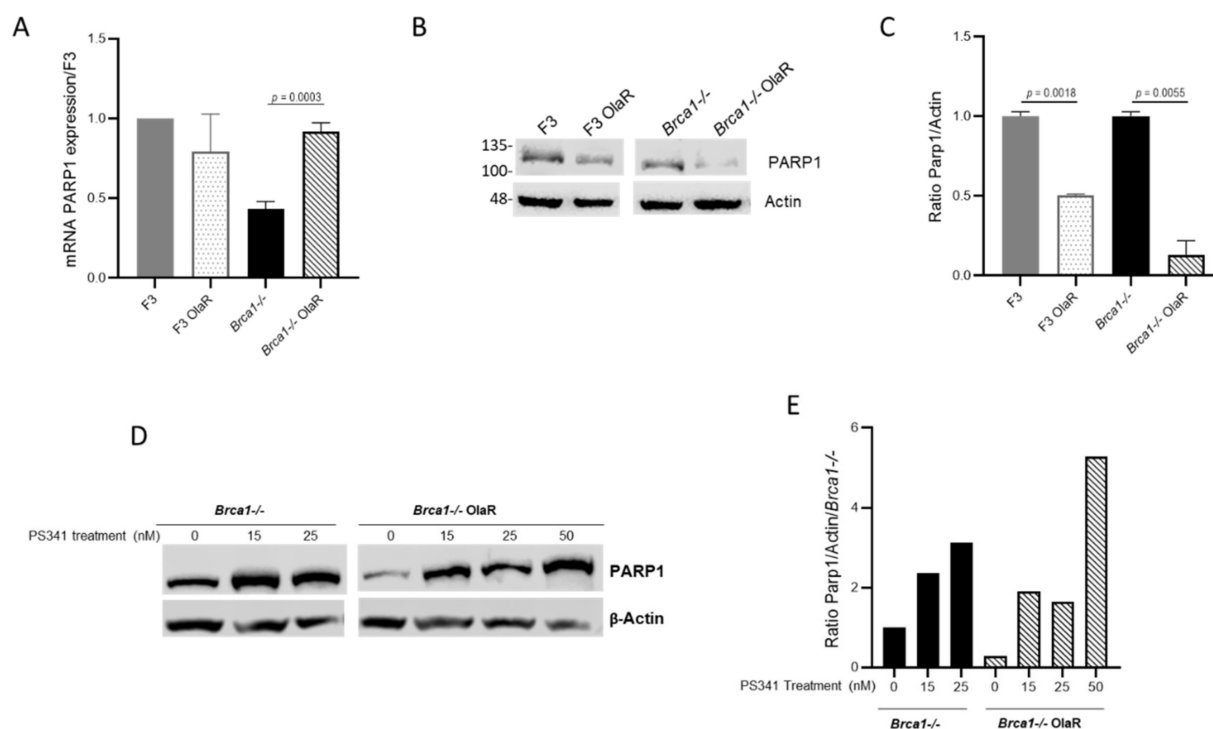 A
1.5
1.0
0.5
0.0
mRNA PARP1 expression/F3
p = 0.0003
F3
F3 OlaR
Brca1-/-
Brca1-/- OlaR
B
F3
F3 OlaR
Brca1-/-
Brca1-/- OlaR
135-
100-
48-
PARP1
Actin
C
1.5
1.0
0.5
0.0
Ratio Parp1/Actin
p = 0.0018
p = 0.0055
F3
F3 OlaR
Brca1-/-
Brca1-/- OlaR
D
Brca1-/-
Brca1-/- OlaR
PS341 treatment (nM)
0 15 25 0 15 25 50
PARP1
β-Actin
E
6
4
2
0
Ratio Parp1/Actin/Brca1-/-
PS341 Treatment (nM) 0 15 25 0 15 25 50
Brca1-/-
Brca1-/- OlaR